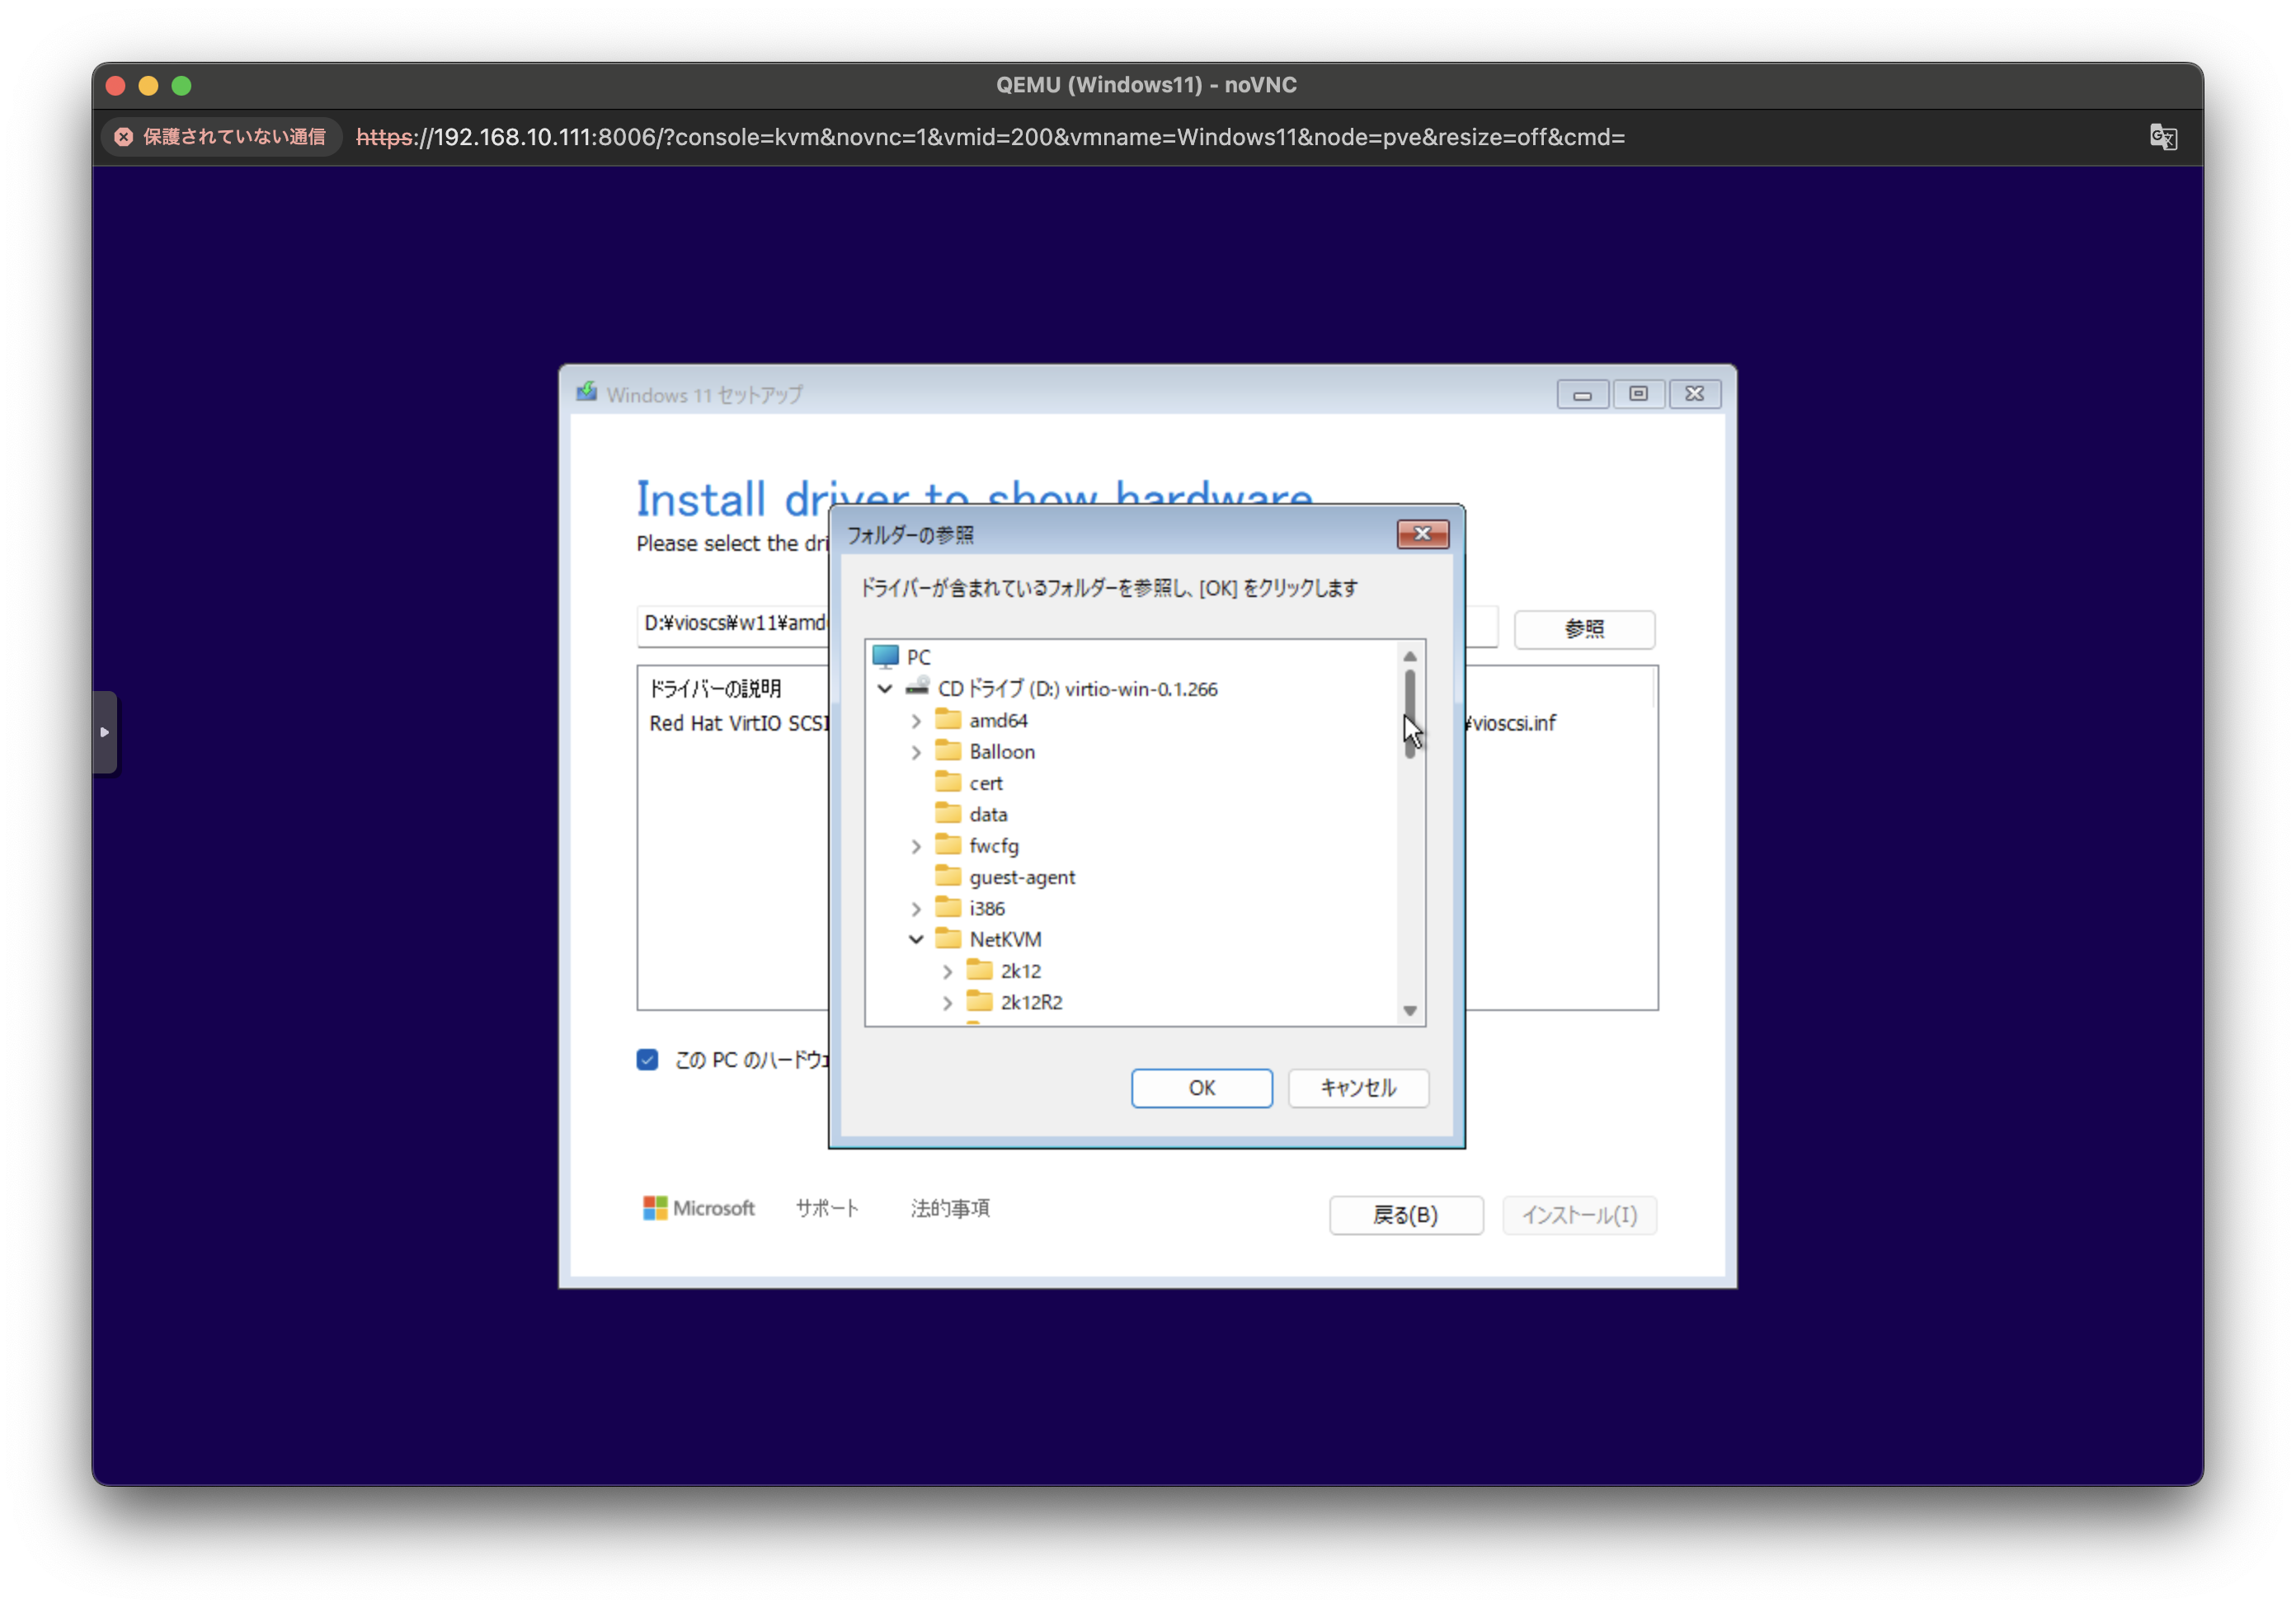 QEMU (Windows11) - noVNC
保護されていない通信 https://192.168.10.111:8006/?console=kvm&novnc=1&vmid=200&vmname=Windows11&node=pve&resize=off&cmd=
Windows 11 セットアップ
Install driver to show hardware
Please select the dri
D:¥vioscsi¥w11¥amd
参照
ドライバーの説明
Red Hat VirtIO SCSI
¥vioscsi.inf
このPCのハードウェ
フォルダーの参照
ドライバーが含まれているフォルダーを参照し、[OK] をクリックします
PC
CD ドライブ (D:) virtio-win-0.1.266
amd64
Balloon
cert
data
fwcfg
guest-agent
i386
NetKVM
2k12
2k12R2
OK
キャンセル
Microsoft
サポート
法的事項
戻る(B)
インストール(I)